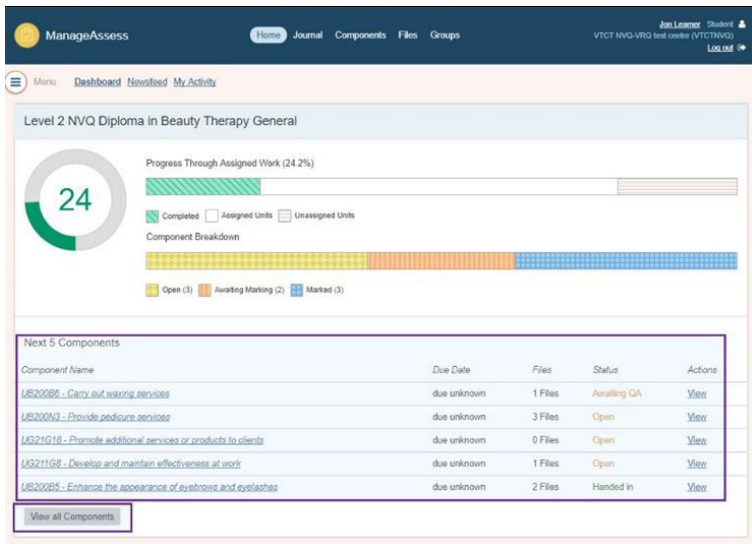 ManageAssess
Home Journal Components Files Groups
Jon Learner Student
VTCT NVQ-VRQ test centre (VTCTNVQ)
Log out
Menu Dashboard Newsfeed My Activity
Level 2 NVQ Diploma in Beauty Therapy General
24
Progress Through Assigned Work (24.2%)
Completed Assigned Units Unassigned Units
Component Breakdown
Open (3) Awaiting Marking (2) Marked (3)
Next 5 Components
Component Name Due Date Files Status Actions
UB200B6 - Carry out waxing services due unknown 1 Files Awaiting QA View
UB200N3 - Provide pedicure services due unknown 3 Files Open View
UG21G18 - Promote additional services or products to clients due unknown 0 Files Open View
UG211G8 - Develop and maintain effectiveness at work due unknown 1 Files Open View
UB200B5 - Enhance the appearance of eyebrows and eyelashes due unknown 2 Files Handed in View
View all Components